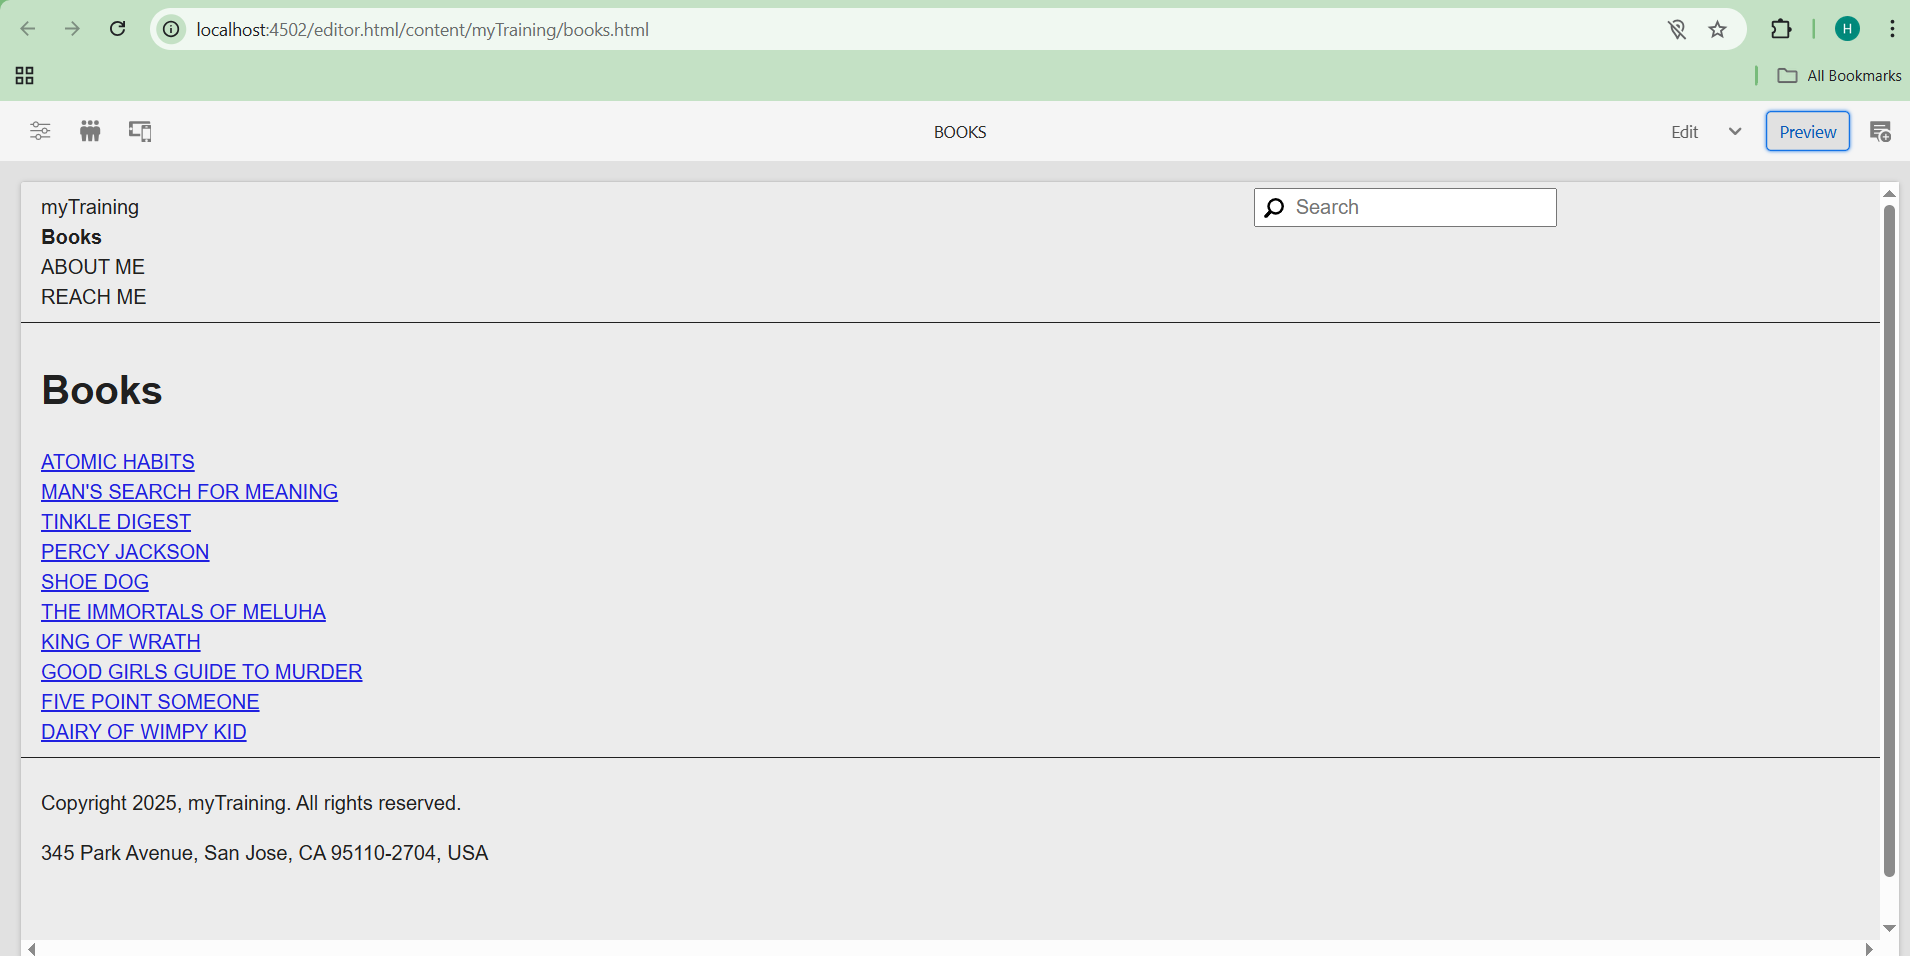 localhost:4502/editor.html/content/myTraining/books.html
H
All Bookmarks
BOOKS
Edit
Preview
myTraining
Search
Books
ABOUT ME
REACH ME
Books
ATOMIC HABITS
MAN'S SEARCH FOR MEANING
TINKLE DIGEST
PERCY JACKSON
SHOE DOG
THE IMMORTALS OF MELUHA
KING OF WRATH
GOOD GIRLS GUIDE TO MURDER
FIVE POINT SOMEONE
DAIRY OF WIMPY KID
Copyright 2025, myTraining. All rights reserved.
345 Park Avenue, San Jose, CA 95110-2704, USA